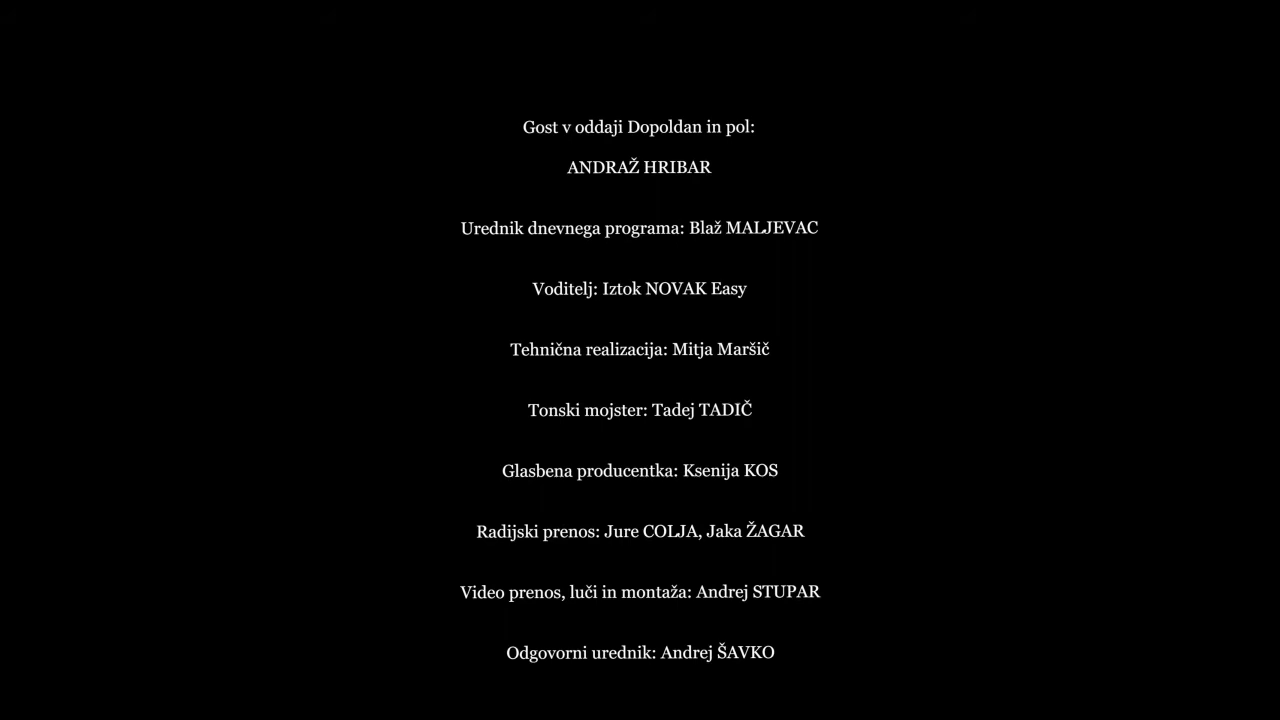 Gost v oddaji Dopoldan in pol:
ANDRAŽ HRIBAR
Urednik dnevnega programa: Blaž MALJEVAC
Voditelj: Iztok NOVAK Easy
Tehnična realizacija: Mitja Maršič
Tonski mojster: Tadej TADIČ
Glasbena producentka: Ksenija KOS
Radijski prenos: Jure COLJA, Jaka ŽAGAR
Video prenos, luči in montaža: Andrej STUPAR
Odgovorni urednik: Andrej ŠAVKO